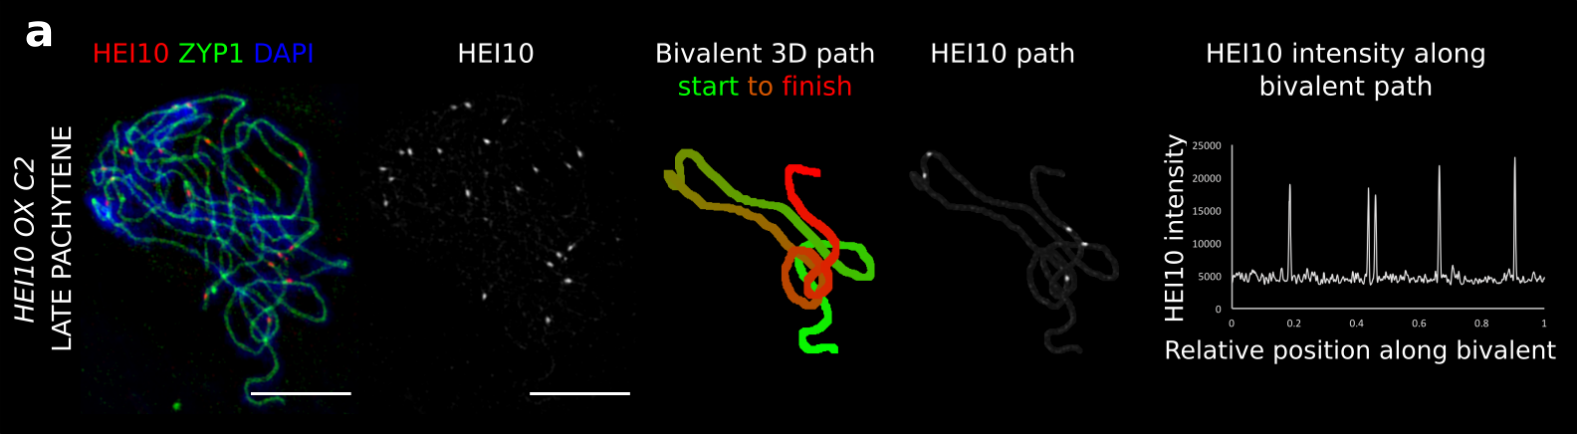 a
HEI10 ZYP1 DAPI
HEI10
Bivalent 3D path
start to finish
HEI10 path
HEI10 intensity along
bivalent path
HEI10 OX C2
LATE PACHYTENE
HEI10 intensity
25000
20000
15000
10000
5000
0
0 0.2 0.4 0.6 0.8 1
Relative position along bivalent